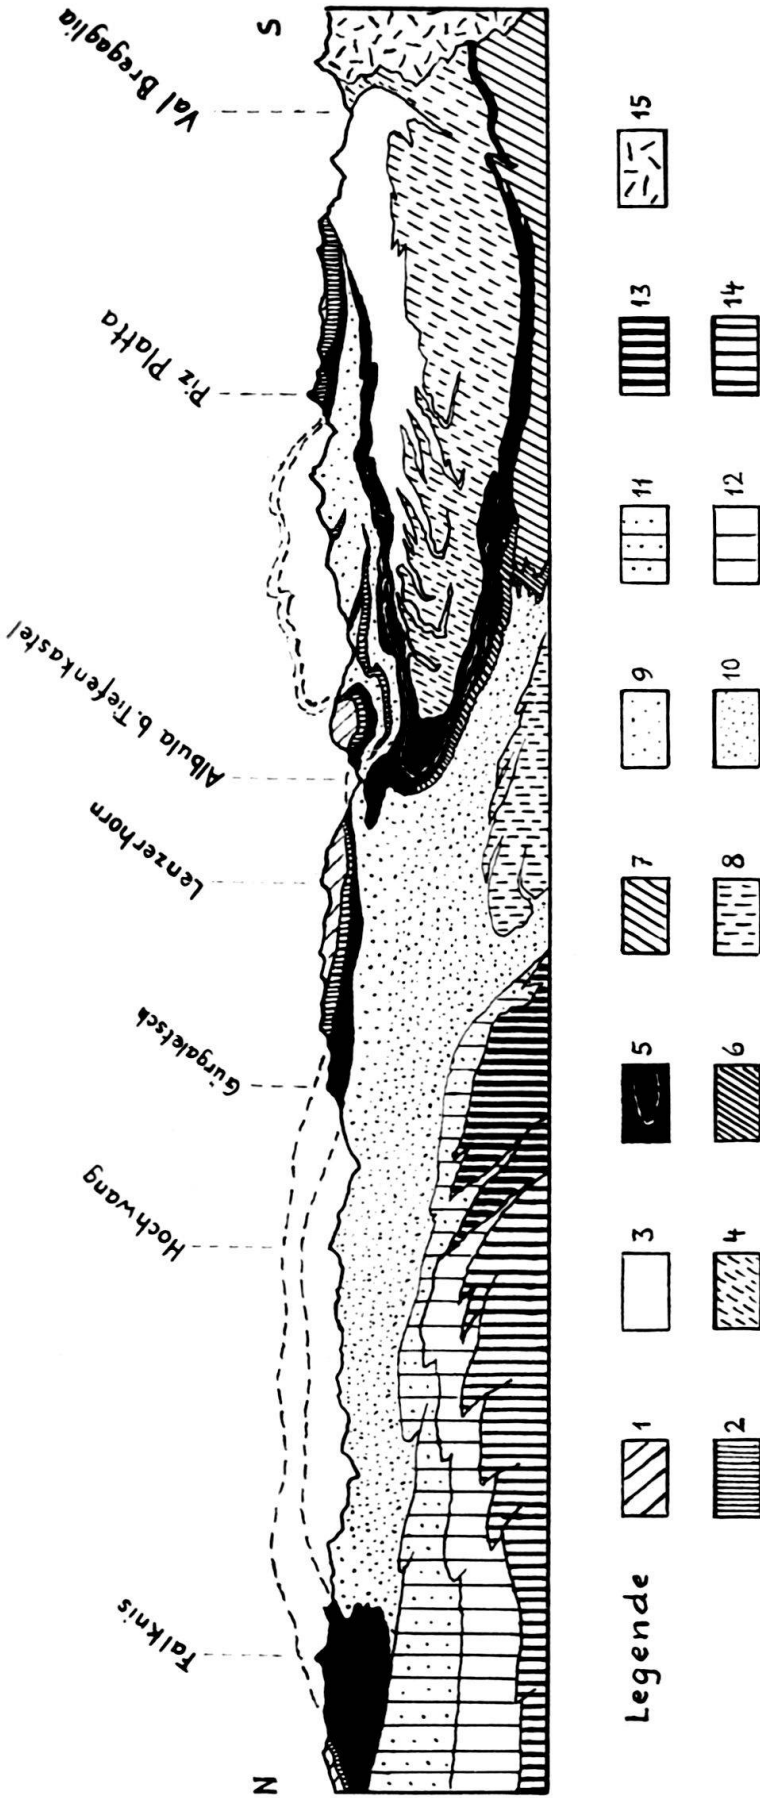 N
S
Falknis
Hochwang
Gürgaletsch
Lenzerhorn
Albula b. Tiefenkastel
Piz Platta
Val Bregaglia
Legende
1
3
5
7
9
11
13
15
2
4
6
8
10
12
14